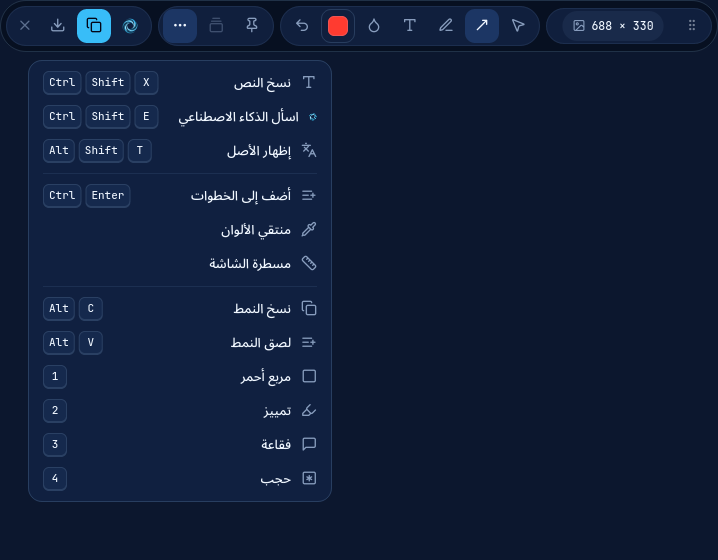 688 × 330
نسخ النص Ctrl Shift X
اسأل الذكاء الاصطناعي Ctrl Shift E
إظهار الأصل Alt Shift T
أضف إلى الخطوات Ctrl Enter
منتقي الألوان
مسطرة الشاشة
نسخ النمط Alt C
لصق النمط Alt V
مربع أحمر 1
تمييز 2
فقاعة 3
حجب 4